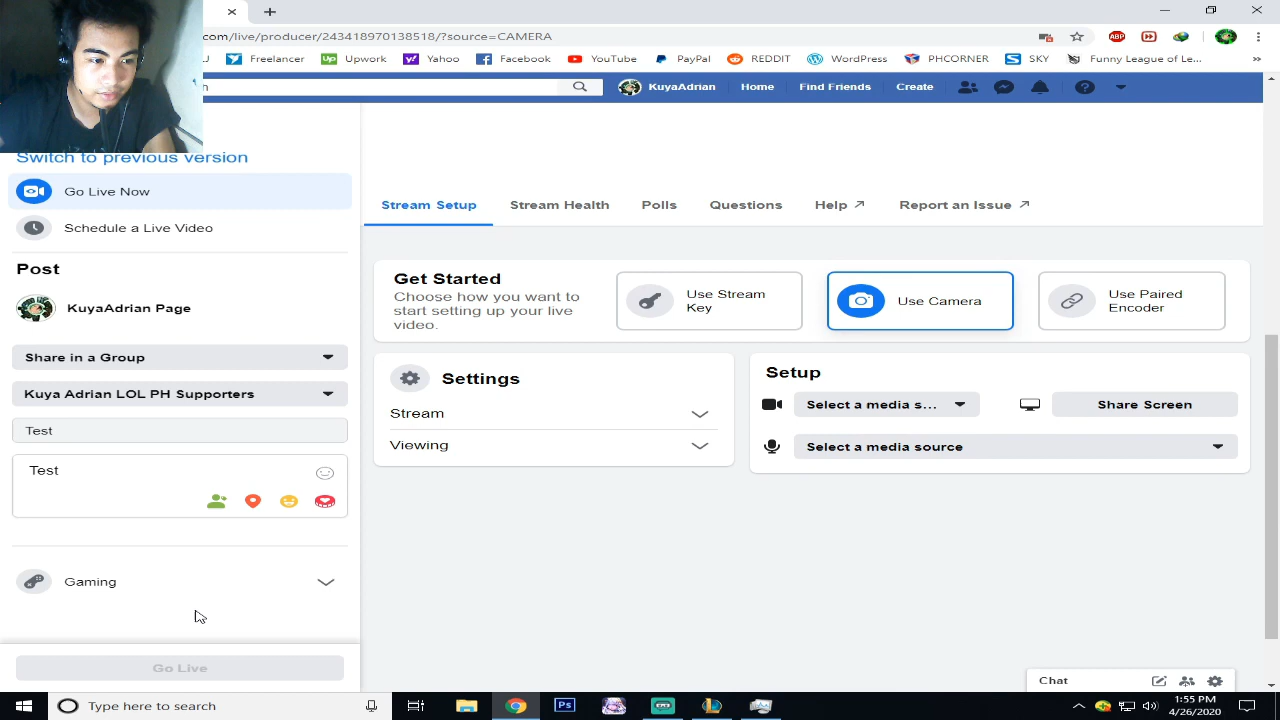 com/live/producer/243418970138518/?source=CAMERA
ABP
Freelancer
Up Upwork
Yahoo
Facebook
YouTube
PayPal
REDDIT
WordPress
PHCORNER
SKY
Funny League of Le...
KuyaAdrian
Home
Find Friends
Create
Switch to previous version
Go Live Now
Schedule a Live Video
Post
KuyaAdrian Page
Share in a Group
Kuya Adrian LOL PH Supporters
Test
Test
Gaming
Go Live
Stream Setup
Stream Health
Polls
Questions
Help
Report an Issue
Get Started
Choose how you want to
start setting up your live
video.
Use Stream
Key
Use Camera
Use Paired
Encoder
Settings
Stream
Viewing
Setup
Select a media s...
Share Screen
Select a media source
Chat
Type here to search
Ps
1:55 PM
4/26/2020